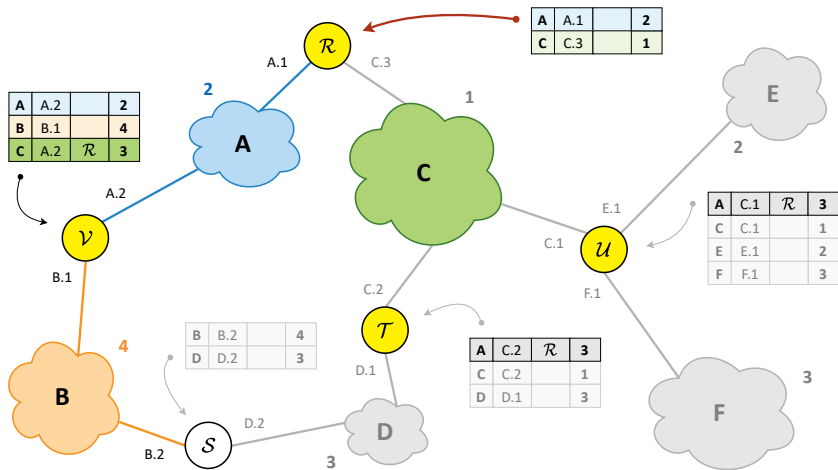 A A.1 2
C C.3 1
R
A.1
C.3
2
1
E
A
2
A A.2 2
B B.1 4
C A.2 R 3
C
A.2
E.1
A C.1 R 3
C C.1 1
E E.1 2
F F.1 3
V
C.1
U
B.1
F.1
C.2
B B.2 4
D D.2 3
T
4
A C.2 R 3
C C.2 1
D D.1 3
D.1
3
B
F
D.2
S
D
B.2
3